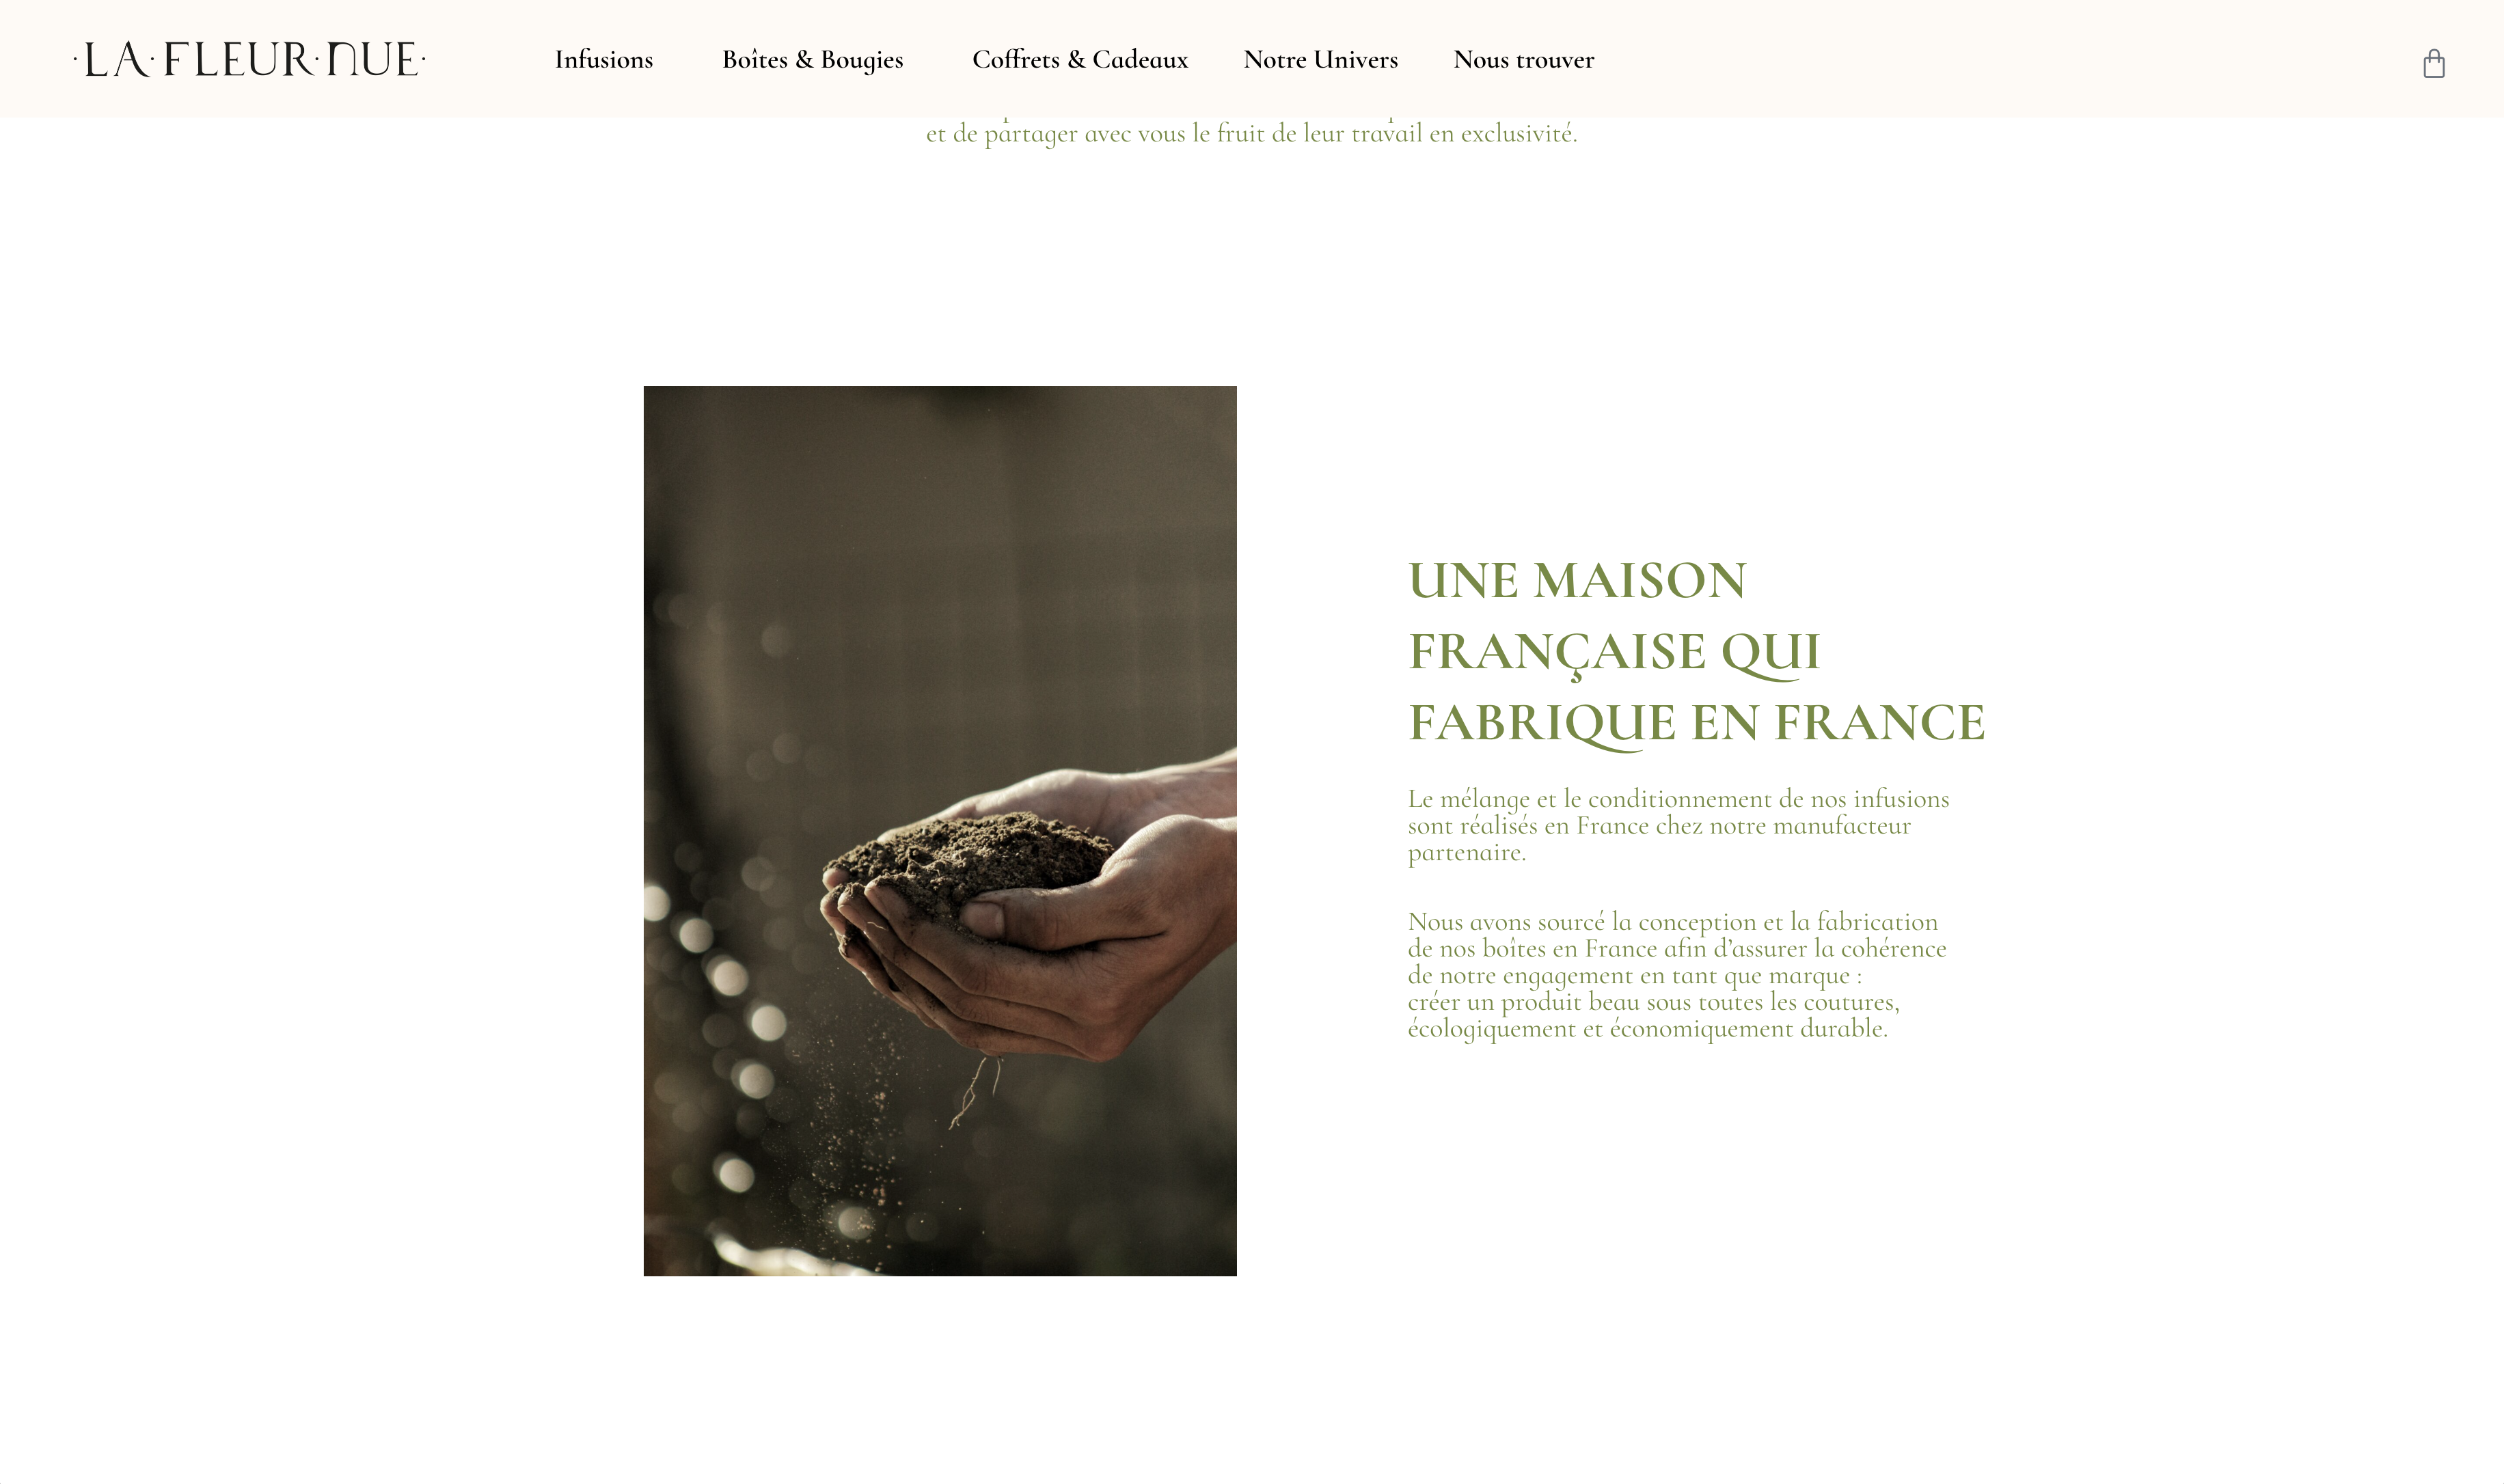 ·LA·FLEUR·NUE·
Infusions
Boîtes & Bougies
Coffrets & Cadeaux
Notre Univers
Nous trouver
et de partager avec vous le fruit de leur travail en exclusivité.
UNE MAISON
FRANÇAISE QUI
FABRIQUE EN FRANCE
Le mélange et le conditionnement de nos infusions
sont réalisés en France chez notre manufacteur
partenaire.
Nous avons sourcé la conception et la fabrication
de nos boîtes en France afin d’assurer la cohérence
de notre engagement en tant que marque :
créer un produit beau sous toutes les coutures,
écologiquement et économiquement durable.